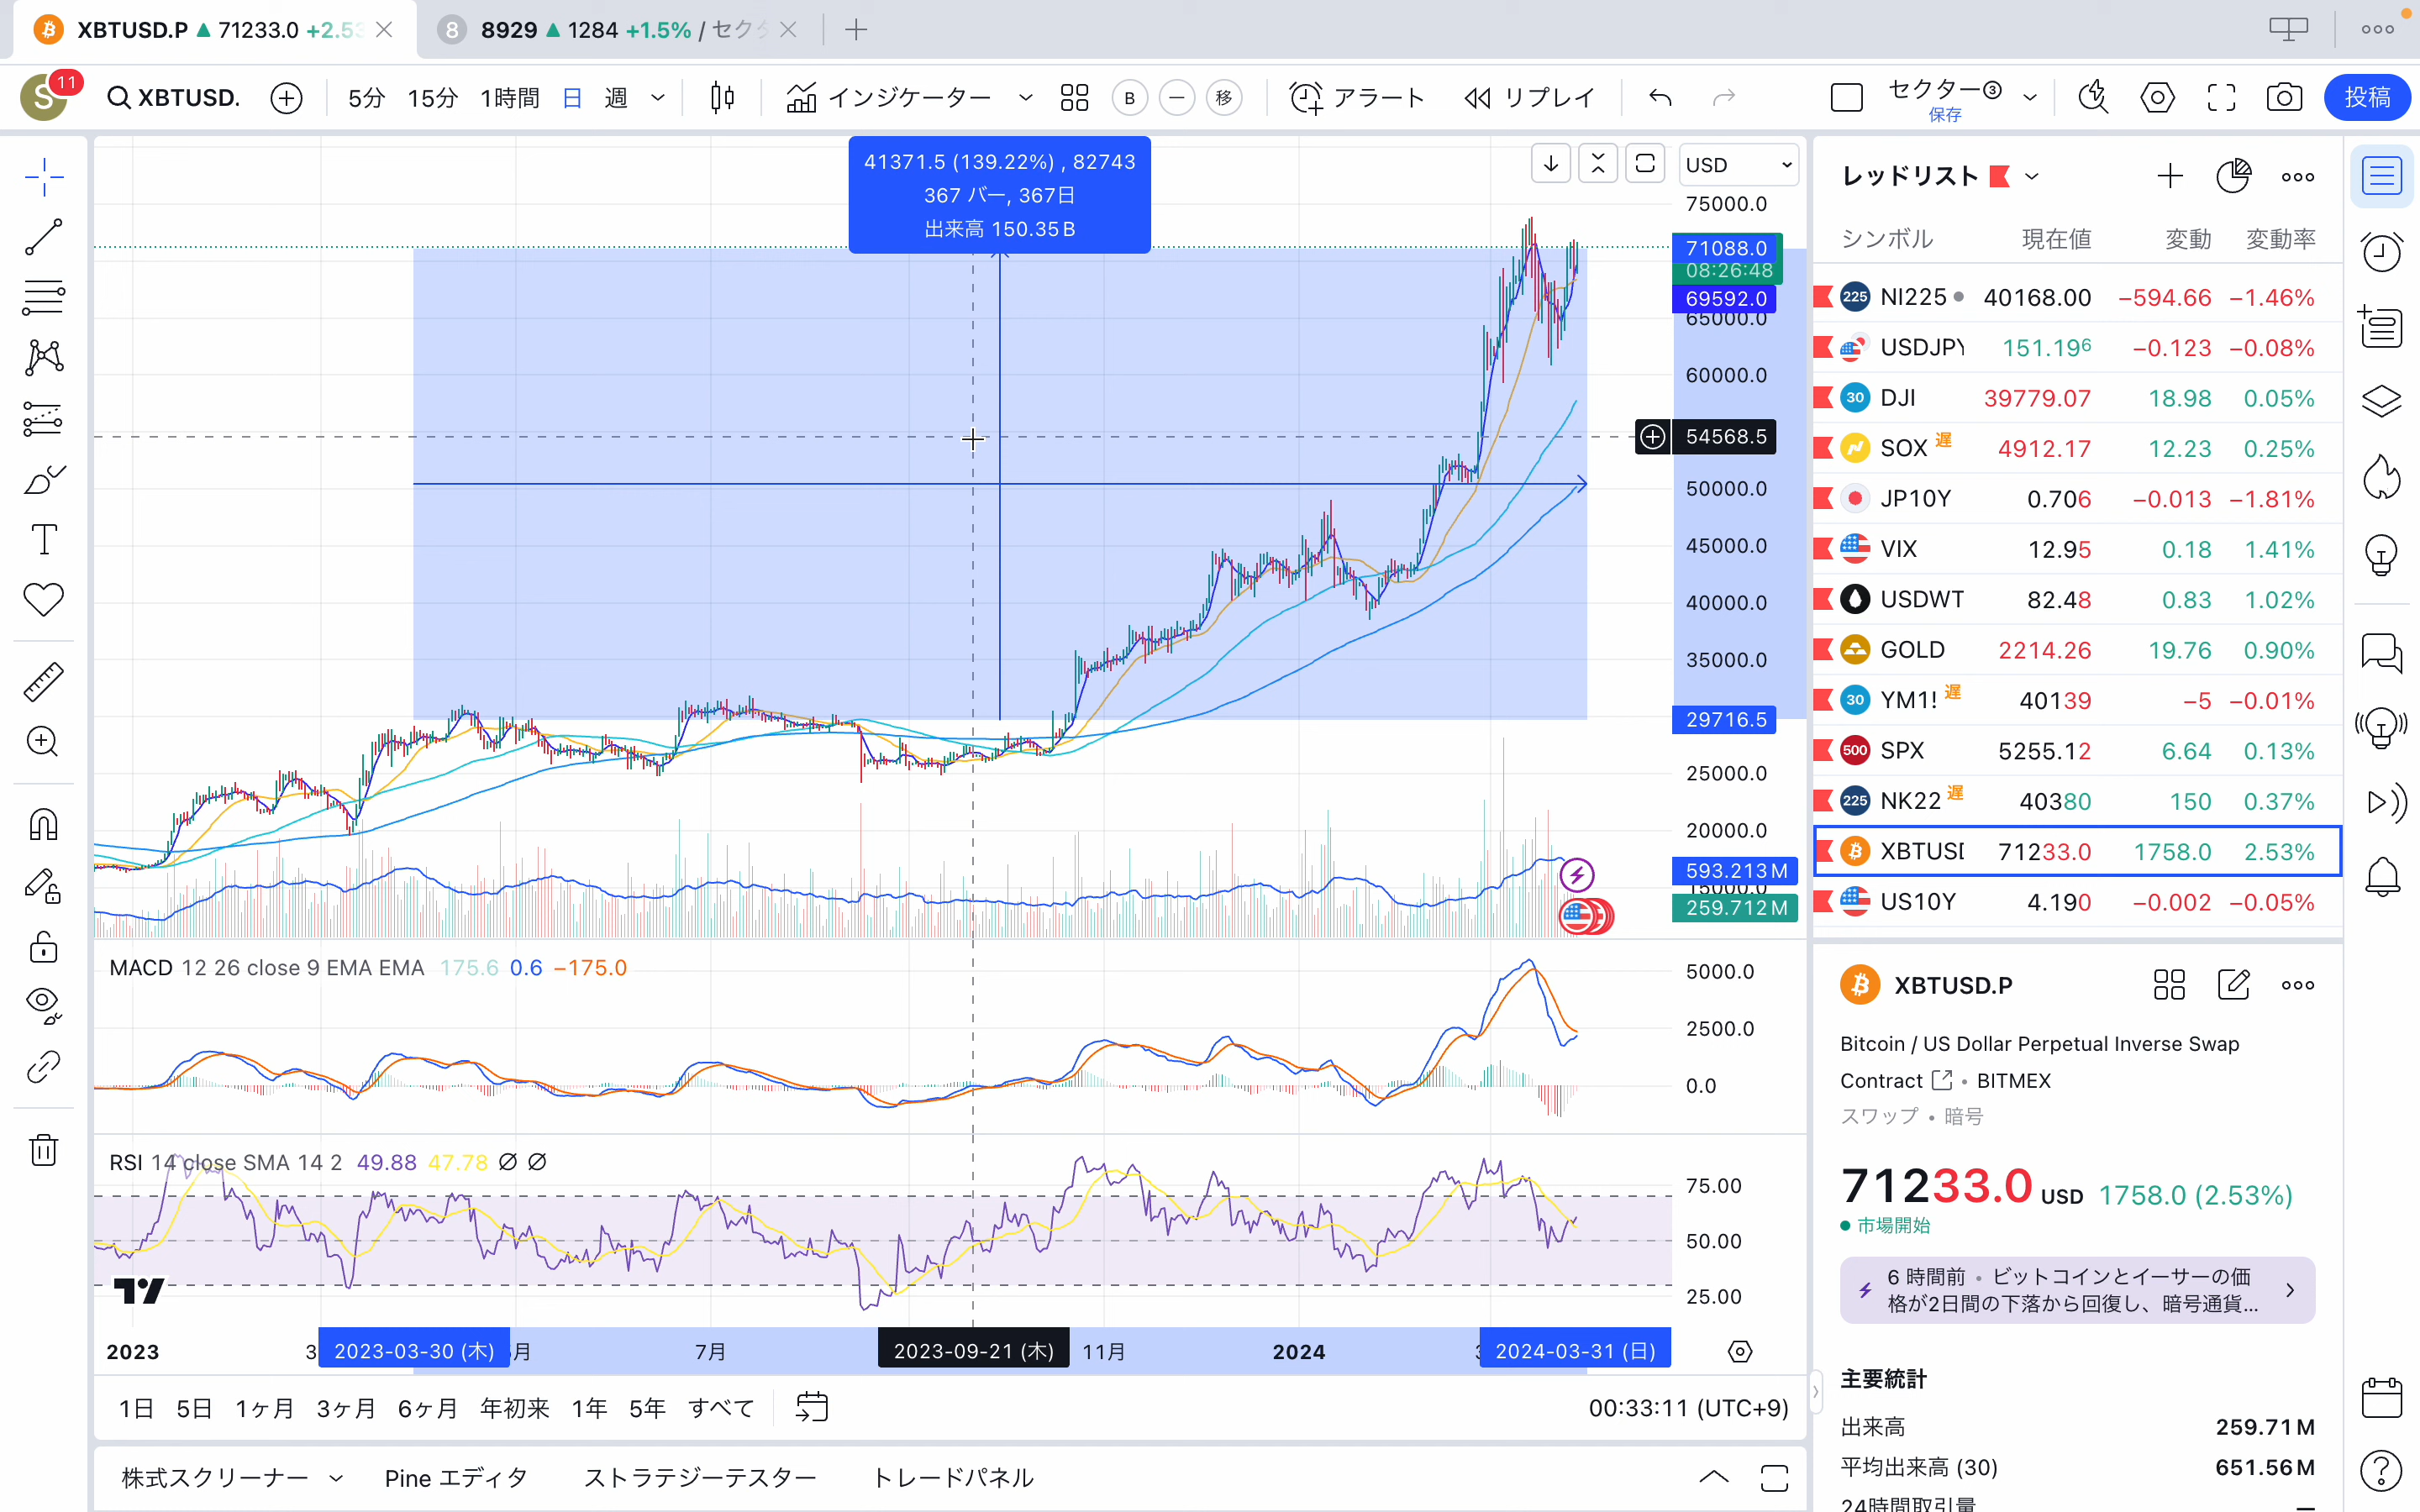 XBTUSD.P ▲ 71233.0 +2.53
8 8929 ▲ 1284 +1.5% / セク
S 11
XBTUSD.
5分 15分 1時間 日 週
インジケーター
B 移
アラート
リプレイ
セクター③
保存
投稿
41371.5 (139.22%) , 82743
367 バー, 367日
出来高 150.35 B
USD
75000.0
71088.0
08:26:48
69592.0
65000.0
60000.0
54568.5
50000.0
45000.0
40000.0
35000.0
29716.5
25000.0
20000.0
593.213 M
15000.0
259.712 M
MACD 12 26 close 9 EMA EMA 175.6 0.6 −175.0
5000.0
2500.0
0.0
RSI 14 close SMA 14 2 49.88 47.78 ∅ ∅
75.00
50.00
25.00
2023 3 2023-03-30 (木) 月 7月 2023-09-21 (木) 11月 2024 2024-03-31 (日)
1日 5日 1ヶ月 3ヶ月 6ヶ月 年初来 1年 5年 すべて
00:33:11 (UTC+9)
株式スクリーナー Pine エディタ ストラテジーテスター トレードパネル
レッドリスト
シンボル 現在値 変動 変動率
225 NI225 40168.00 −594.66 −1.46%
USDJPY 151.196 −0.123 −0.08%
30 DJI 39779.07 18.98 0.05%
SOX 遅 4912.17 12.23 0.25%
JP10Y 0.706 −0.013 −1.81%
VIX 12.95 0.18 1.41%
USDWT 82.48 0.83 1.02%
GOLD 2214.26 19.76 0.90%
30 YM1! 遅 40139 −5 −0.01%
500 SPX 5255.12 6.64 0.13%
225 NK22 遅 40380 150 0.37%
XBTUSD 71233.0 1758.0 2.53%
US10Y 4.190 −0.002 −0.05%
XBTUSD.P
Bitcoin / US Dollar Perpetual Inverse Swap
Contract • BITMEX
スワップ • 暗号
71233.0 USD 1758.0 (2.53%)
市場開始
6 時間前 • ビットコインとイーサーの価
格が2日間の下落から回復し、暗号通貨...
主要統計
出来高 259.71 M
平均出来高 (30) 651.56 M
24時間取引量 —